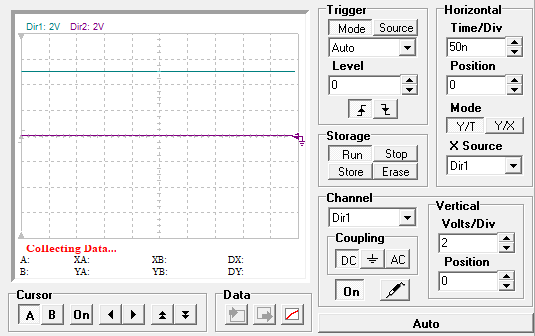 Dir1: 2V Dir2: 2V
Collecting Data...
A: XA: XB: DX:
B: YA: YB: DY:
Cursor
A B On
Data
Trigger
Mode Source
Auto
Level
0
Storage
Run Stop
Store Erase
Horizontal
Time/Div
50n
Position
0
Mode
Y/T Y/X
X Source
Dir1
Channel
Dir1
Coupling
DC AC
On
Vertical
Volts/Div
2
Position
0
Auto